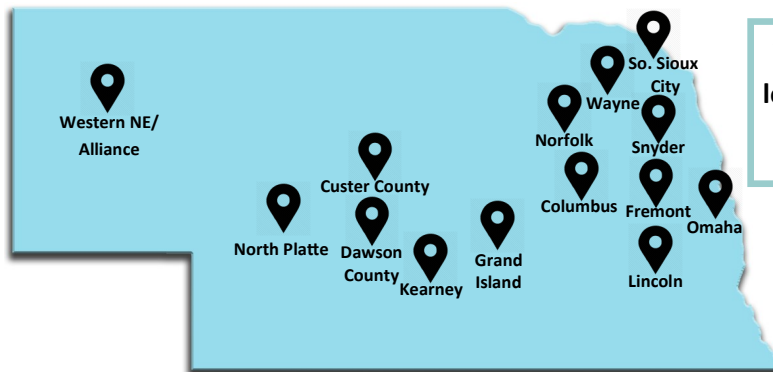 So. Sioux
City
Western NE/
Alliance
Wayne
Norfolk
Snyder
Custer County
Columbus
Fremont
Omaha
North Platte
Dawson
County
Kearney
Grand
Island
Lincoln